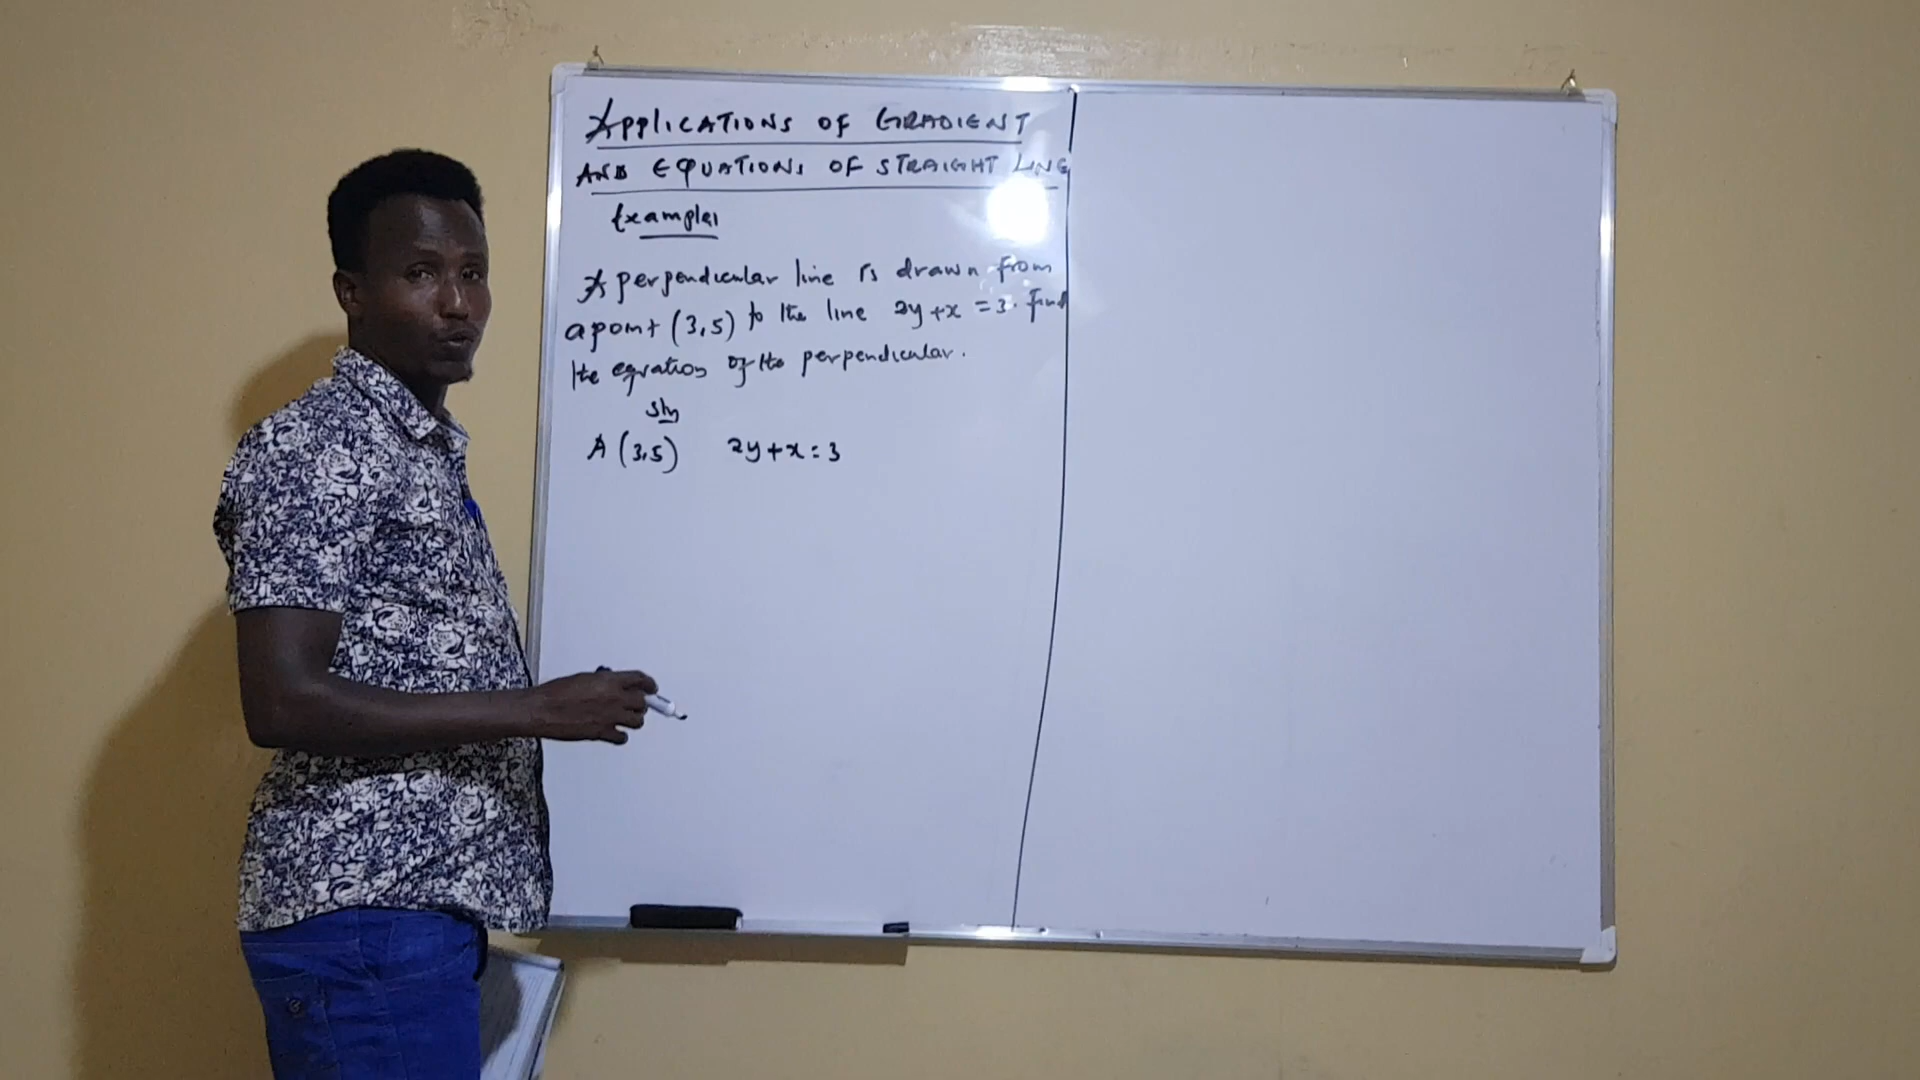 APPLICATIONS OF GRADIENT
AND EQUATIONS OF STRAIGHT LINE
Examples
A perpendicular line is drawn from
a point (3,5) to the line 2y+x = 3. Find
the equation of the perpendicular.
Sln
A (3,5) 2y+x=3